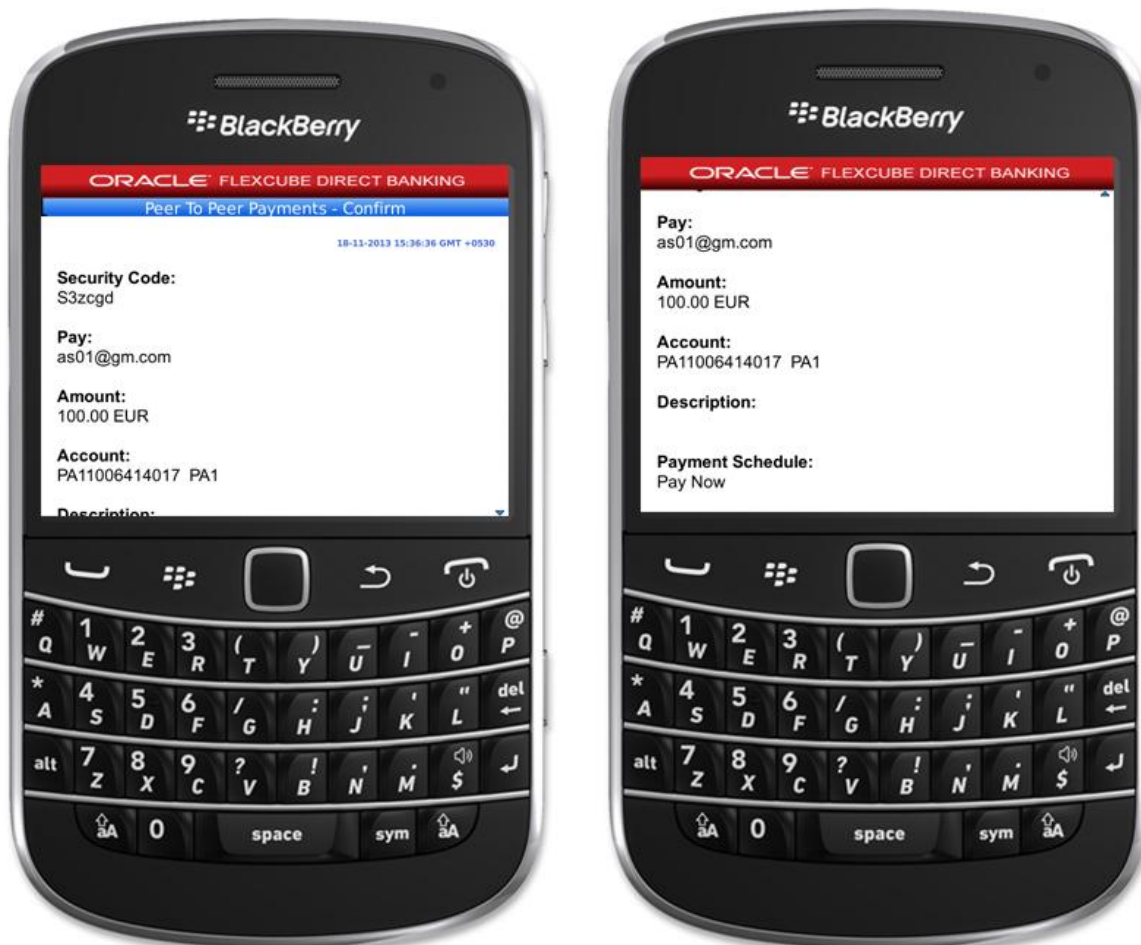 BlackBerry
ORACLE FLEXCUBE DIRECT BANKING
Peer To Peer Payments - Confirm
18-11-2013 15:36:36 GMT +0530
Security Code:
S3zcgd
Pay:
as01@gm.com
Amount:
100.00 EUR
Account:
PA11006414017 PA1
Description:
# 1 2 3 ( ) _ - + @
Q W E R T Y U I O P
* 4 5 6 / : ; ' " del
A S D F G H J K L
alt 7 8 9 ? ! , .
Z X C V B N M $
aA 0 space sym aA
BlackBerry
ORACLE FLEXCUBE DIRECT BANKING
Pay:
as01@gm.com
Amount:
100.00 EUR
Account:
PA11006414017 PA1
Description:
Payment Schedule:
Pay Now
# 1 2 3 ( ) _ - + @
Q W E R T Y U I O P
* 4 5 6 / : ; ' " del
A S D F G H J K L
alt 7 8 9 ? ! , .
Z X C V B N M $
aA 0 space sym aA